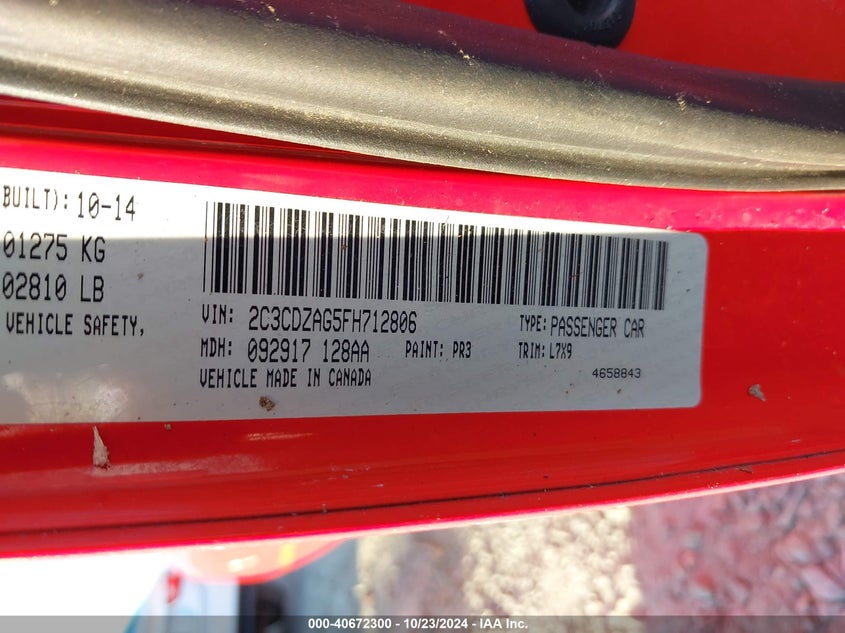 BUILT): 10-14
01275 KG
02810 LB
VEHICLE SAFETY,
VIN: 2C3CDZAG5FH712806 TYPE: PASSENGER CAR
MDH: 092917 128AA PAINT: PR3 TRIM: L7X9
VEHICLE MADE IN CANADA 4658843
000-40672300 - 10/23/2024 - IAA Inc.